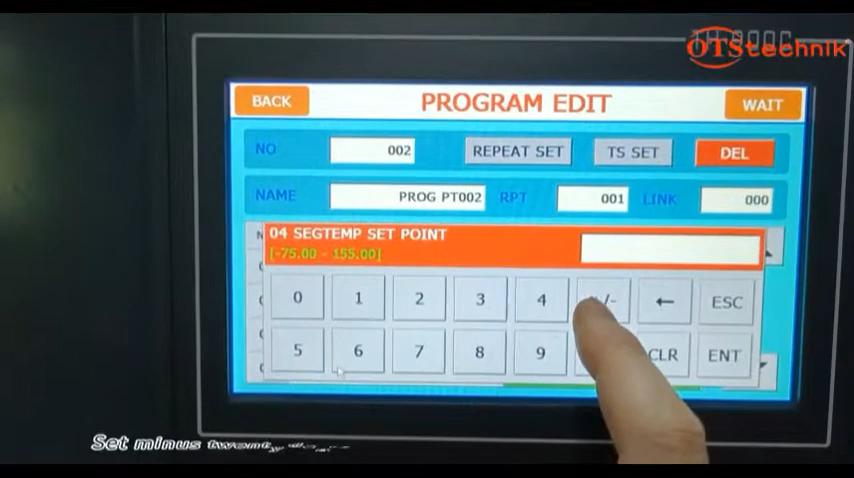 OTStechnik
BACK PROGRAM EDIT WAIT
NO 002 REPEAT SET TS SET DEL
NAME PROG PT002 RPT 001 LINK 000
04 SEGTEMP SET POINT
[-75.00 - 155.00]
0 1 2 3 4 ← ESC
5 6 7 8 9 CLR ENT
Set minus twenty